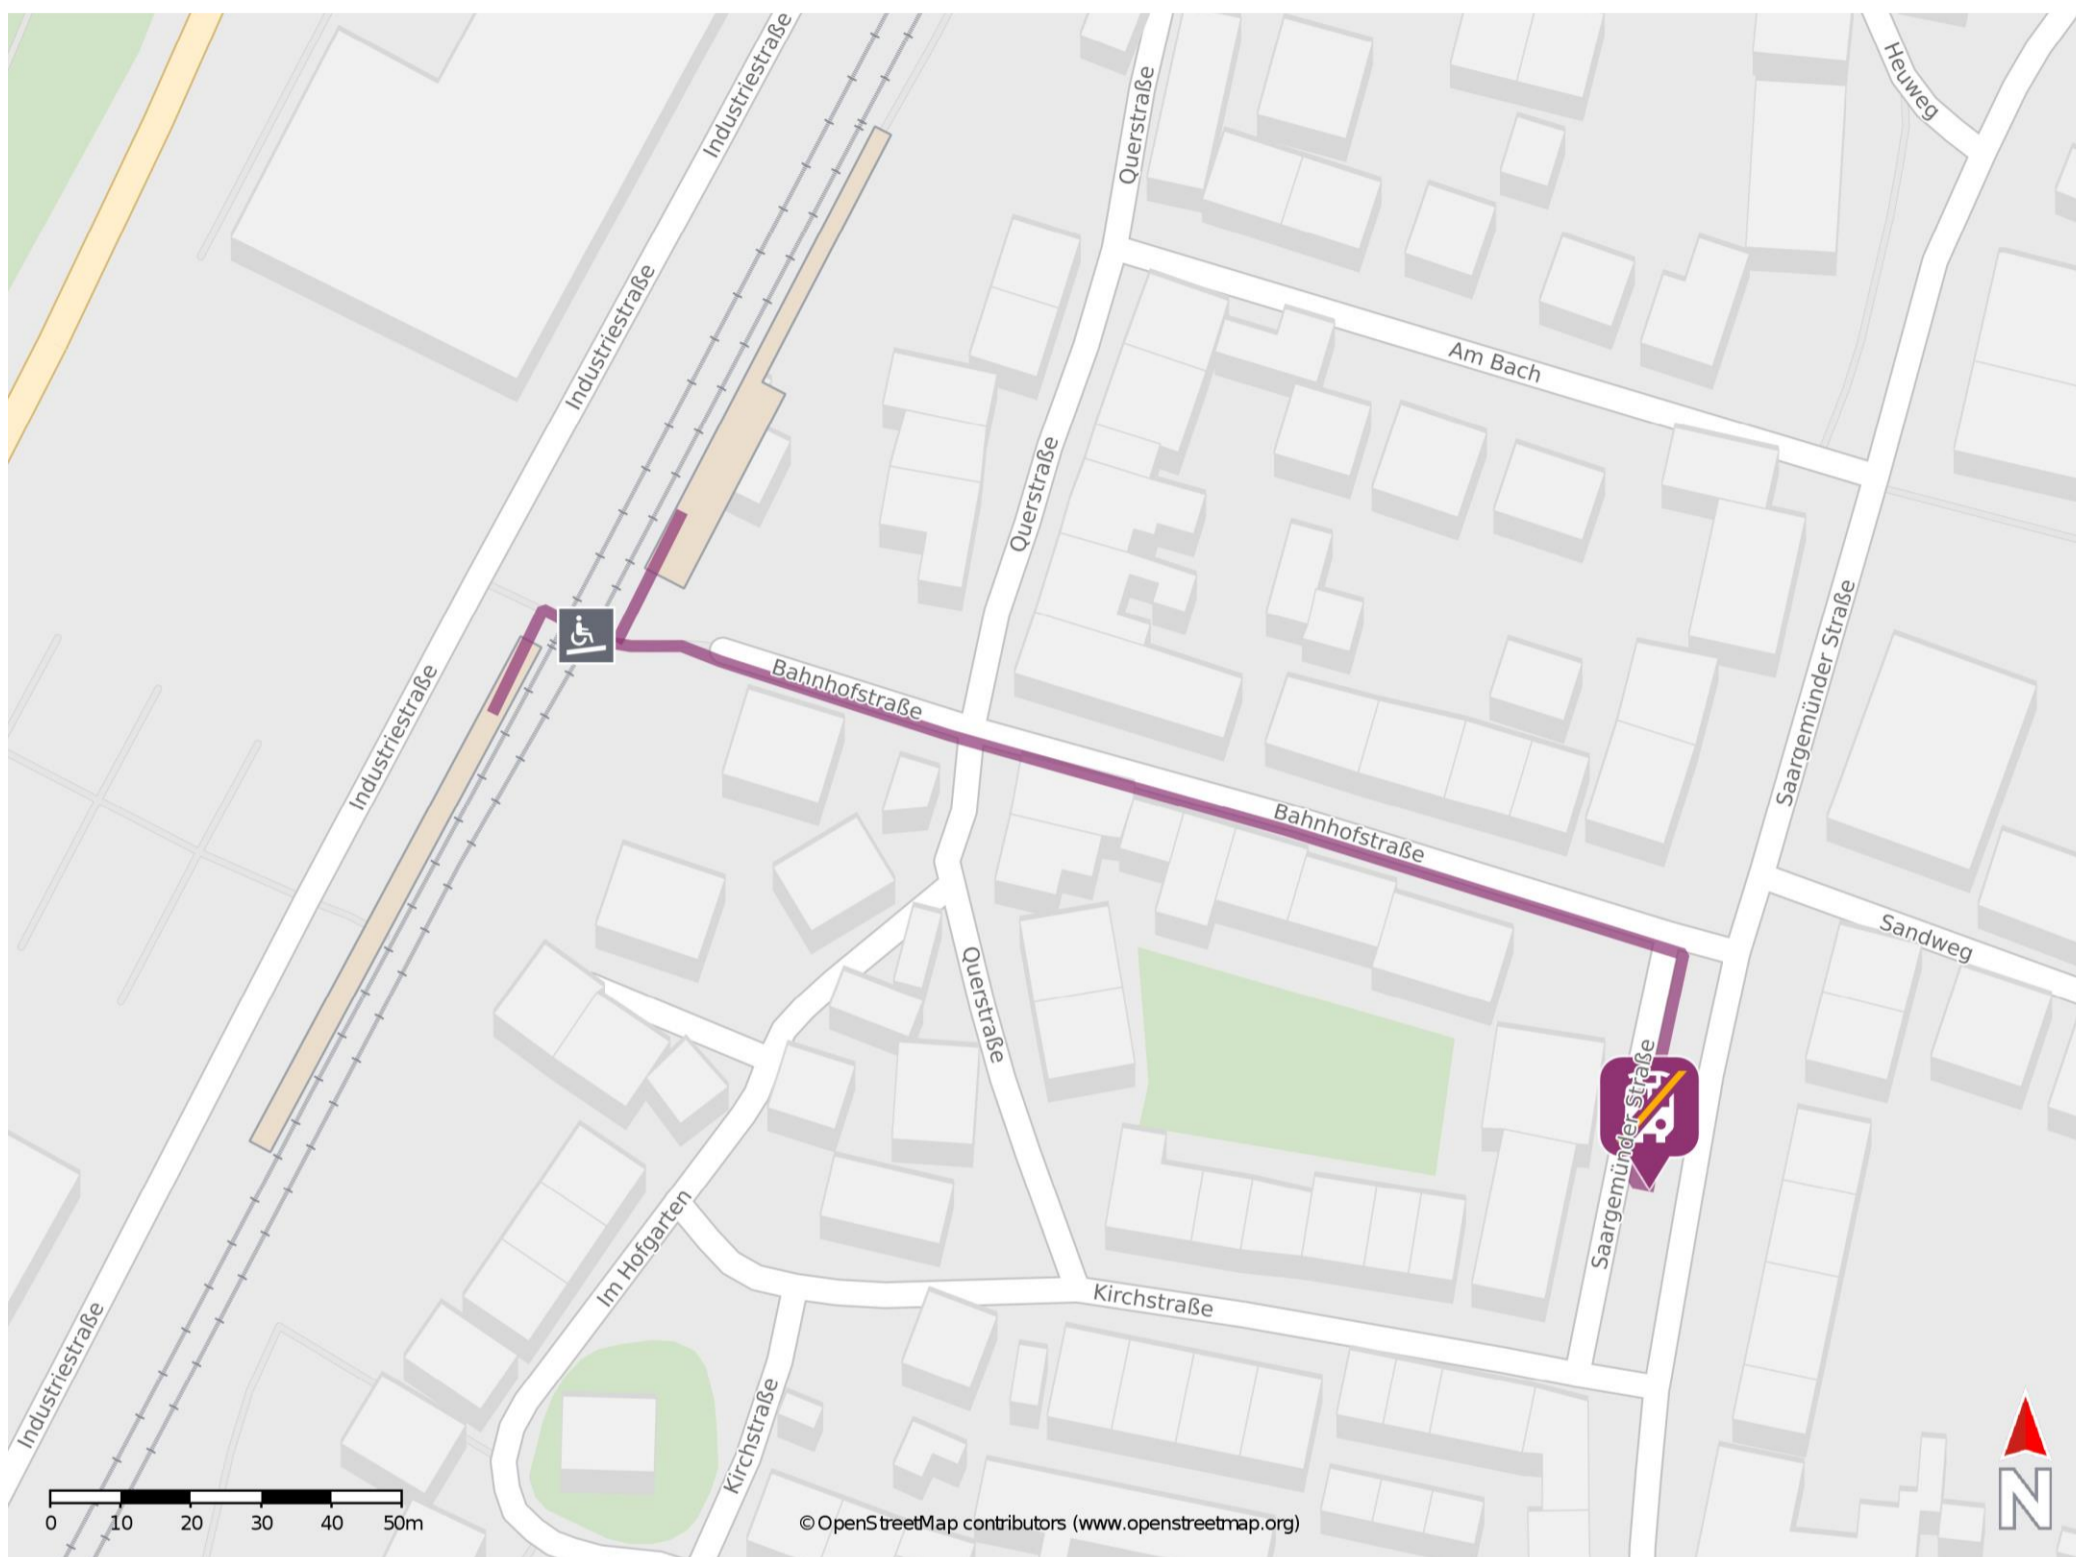 Industriestraße
Querstraße
Heuweg
Industriestraße
Am Bach
Querstraße
Saargemünder Straße
Industriestraße
Bahnhofstraße
Bahnhofstraße
Sandweg
Querstraße
Saargemünder straße
Im Hofgarten
Kirchstraße
Industriestraße
Kirchstraße
0 10 20 30 40 50m
© OpenStreetMap contributors (www.openstreetmap.org)
N